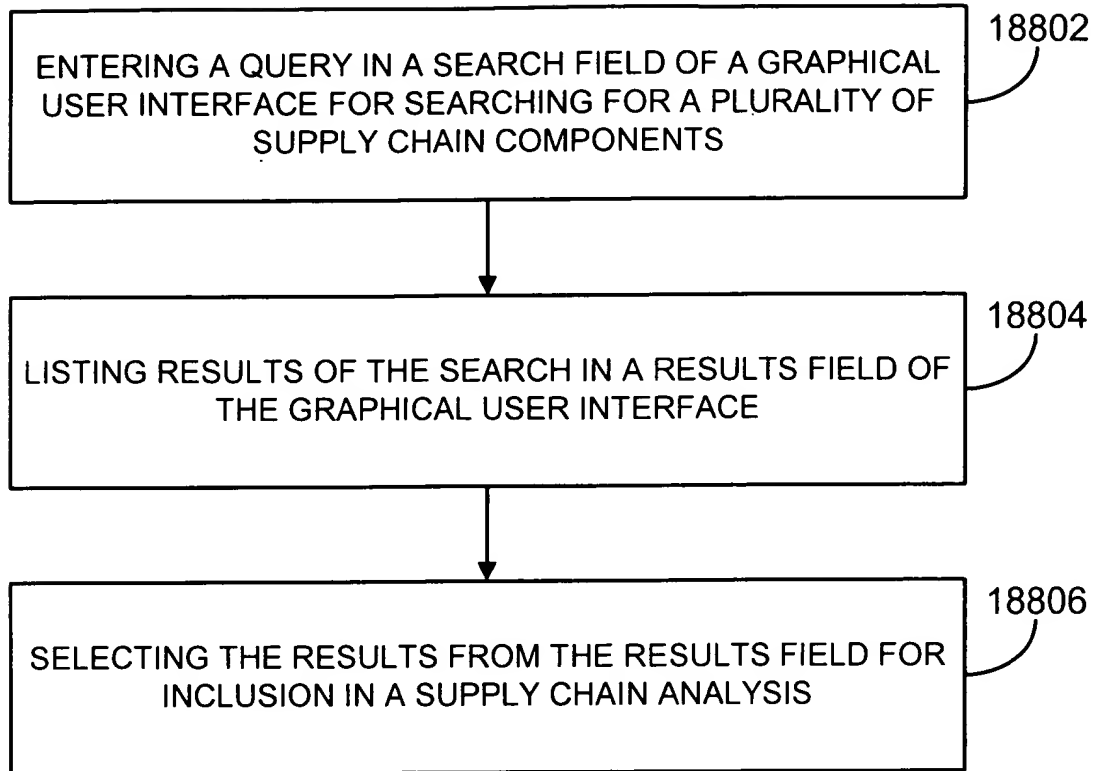 18802
ENTERING A QUERY IN A SEARCH FIELD OF A GRAPHICAL
USER INTERFACE FOR SEARCHING FOR A PLURALITY OF
SUPPLY CHAIN COMPONENTS
18804
LISTING RESULTS OF THE SEARCH IN A RESULTS FIELD OF
THE GRAPHICAL USER INTERFACE
18806
SELECTING THE RESULTS FROM THE RESULTS FIELD FOR
INCLUSION IN A SUPPLY CHAIN ANALYSIS